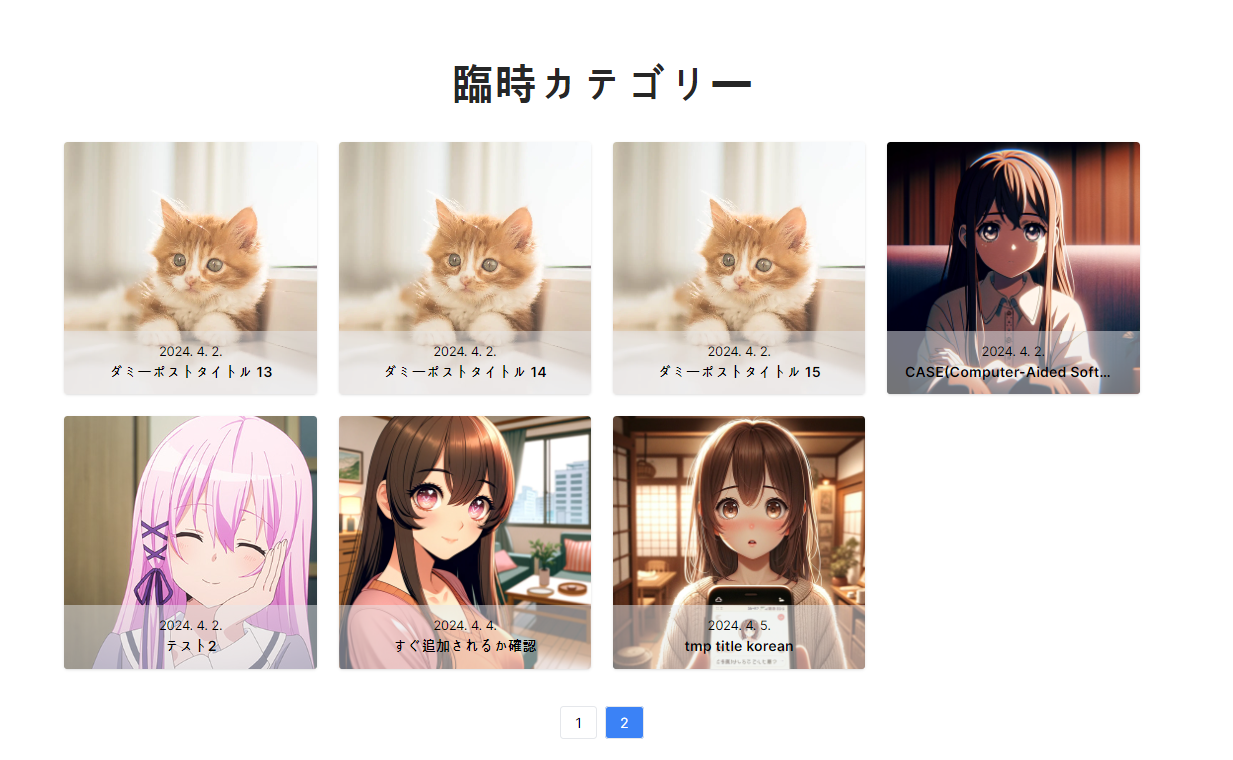 臨時カテゴリー
2024. 4. 2.
ダミーポストタイトル 13
2024. 4. 2.
ダミーポストタイトル 14
2024. 4. 2.
ダミーポストタイトル 15
2024. 4. 2.
CASE(Computer-Aided Soft...
2024. 4. 2.
テスト2
2024. 4. 4.
すぐ追加されるか確認
2024. 4. 5.
tmp title korean
1
2